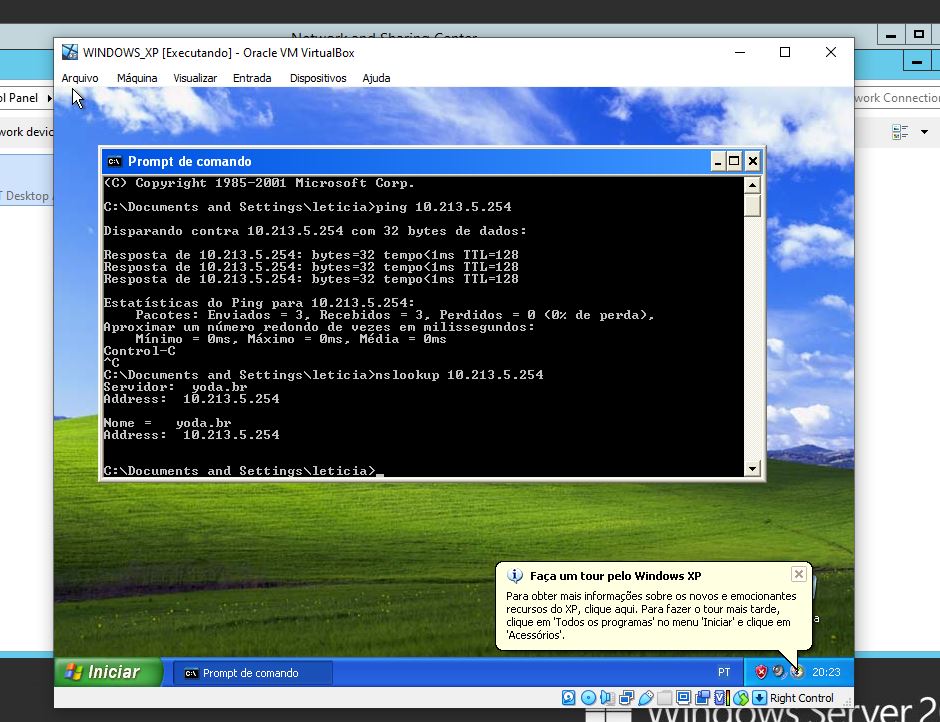 Network and Sharing Center
WINDOWS_XP [Executando] - Oracle VM VirtualBox
Arquivo Máquina Visualizar Entrada Dispositivos Ajuda
ol Panel
work Connection
work devic
T Desktop
Prompt de comando
(C) Copyright 1985-2001 Microsoft Corp.
C:\Documents and Settings\leticia>ping 10.213.5.254
Disparando contra 10.213.5.254 com 32 bytes de dados:
Resposta de 10.213.5.254: bytes=32 tempo<1ms TTL=128
Resposta de 10.213.5.254: bytes=32 tempo<1ms TTL=128
Resposta de 10.213.5.254: bytes=32 tempo<1ms TTL=128
Estatísticas do Ping para 10.213.5.254:
Pacotes: Enviados = 3, Recebidos = 3, Perdidos = 0 (0% de perda),
Aproximar um número redondo de vezes em milissegundos:
Mínimo = 0ms, Máximo = 0ms, Média = 0ms
Control-C
^C
C:\Documents and Settings\leticia>nslookup 10.213.5.254
Servidor: yoda.br
Address: 10.213.5.254
Nome = yoda.br
Address: 10.213.5.254
C:\Documents and Settings\leticia>_
Faça um tour pelo Windows XP
Para obter mais informações sobre os novos e emocionantes
recursos do XP, clique aqui. Para fazer o tour mais tarde,
clique em 'Todos os programas' no menu 'Iniciar' e clique em
'Acessórios'.
Iniciar
Prompt de comando
PT
20:23
Right Control
Windows Server 2